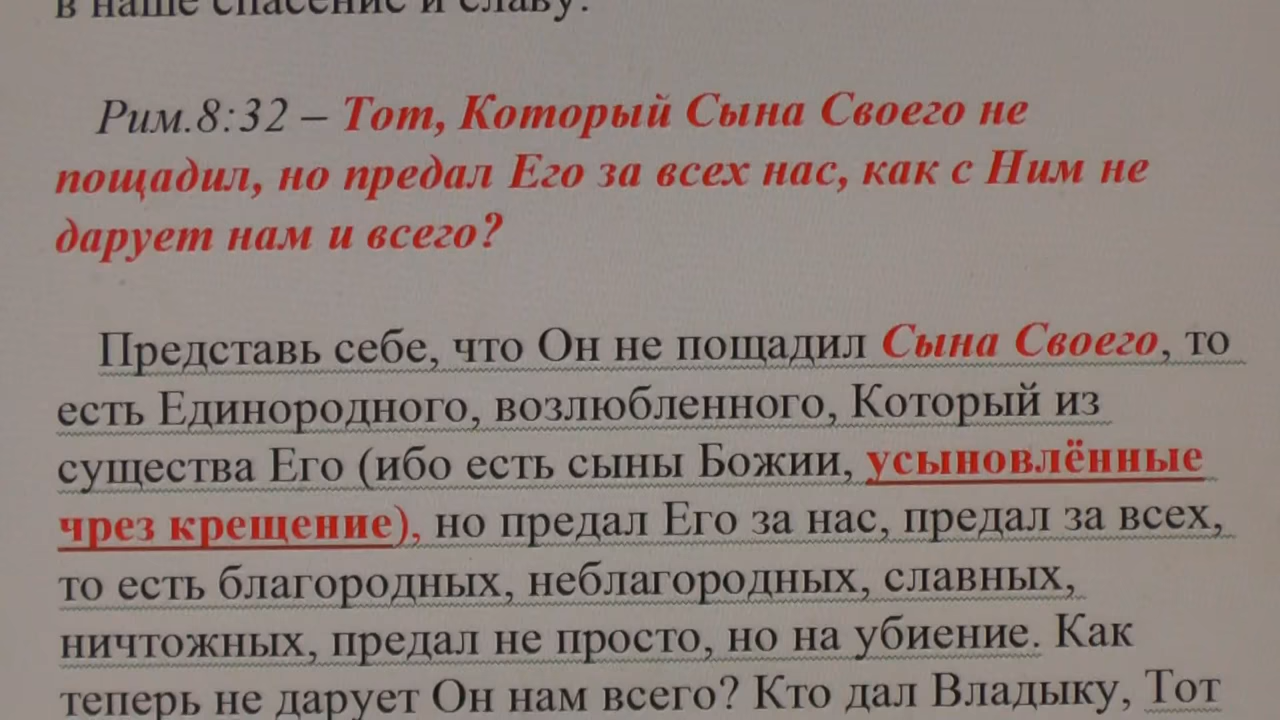 в наше спасение и славу.
Рим.8:32 – Тот, Который Сына Своего не
пощадил, но предал Его за всех нас, как с Ним не
дарует нам и всего?
Представь себе, что Он не пощадил Сына Своего, то
есть Единородного, возлюбленного, Который из
существа Его (ибо есть сыны Божии, усыновлённые
чрез крещение), но предал Его за нас, предал за всех,
то есть благородных, неблагородных, славных,
ничтожных, предал не просто, но на убиение. Как
теперь не дарует Он нам всего? Кто дал Владыку, Тот